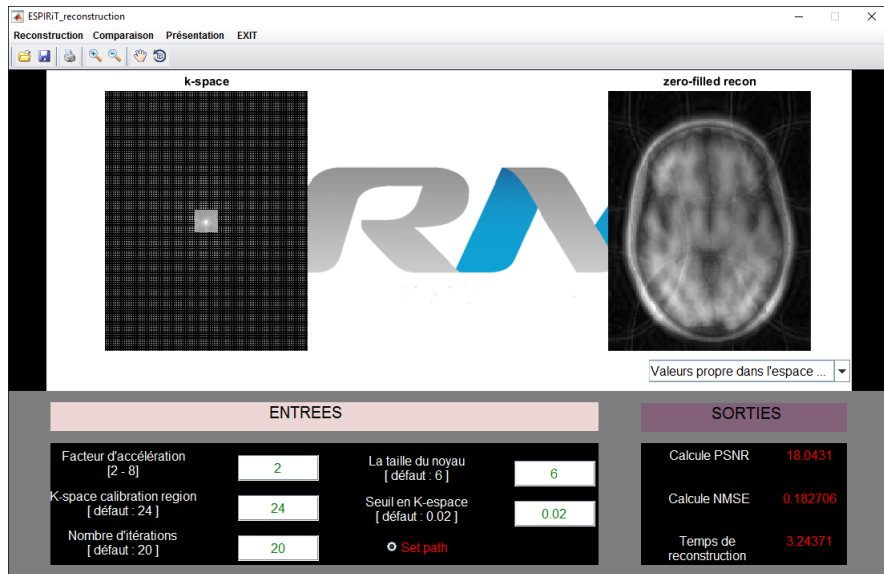 ESPIRiT_reconstruction
Reconstruction Comparaison Présentation EXIT
k-space
zero-filled recon
Valeurs propre dans l'espace ...
ENTREES
Facteur d'accélération
[2 - 8]
2
K-space calibration region
[ défaut : 24 ]
24
Nombre d'itérations
[ défaut : 20 ]
20
La taille du noyau
[ défaut : 6 ]
6
Seuil en K-espace
[ défaut : 0.02 ]
0.02
Set path
SORTIES
Calcule PSNR
18.0431
Calcule NMSE
0.182706
Temps de
reconstruction
3.24371